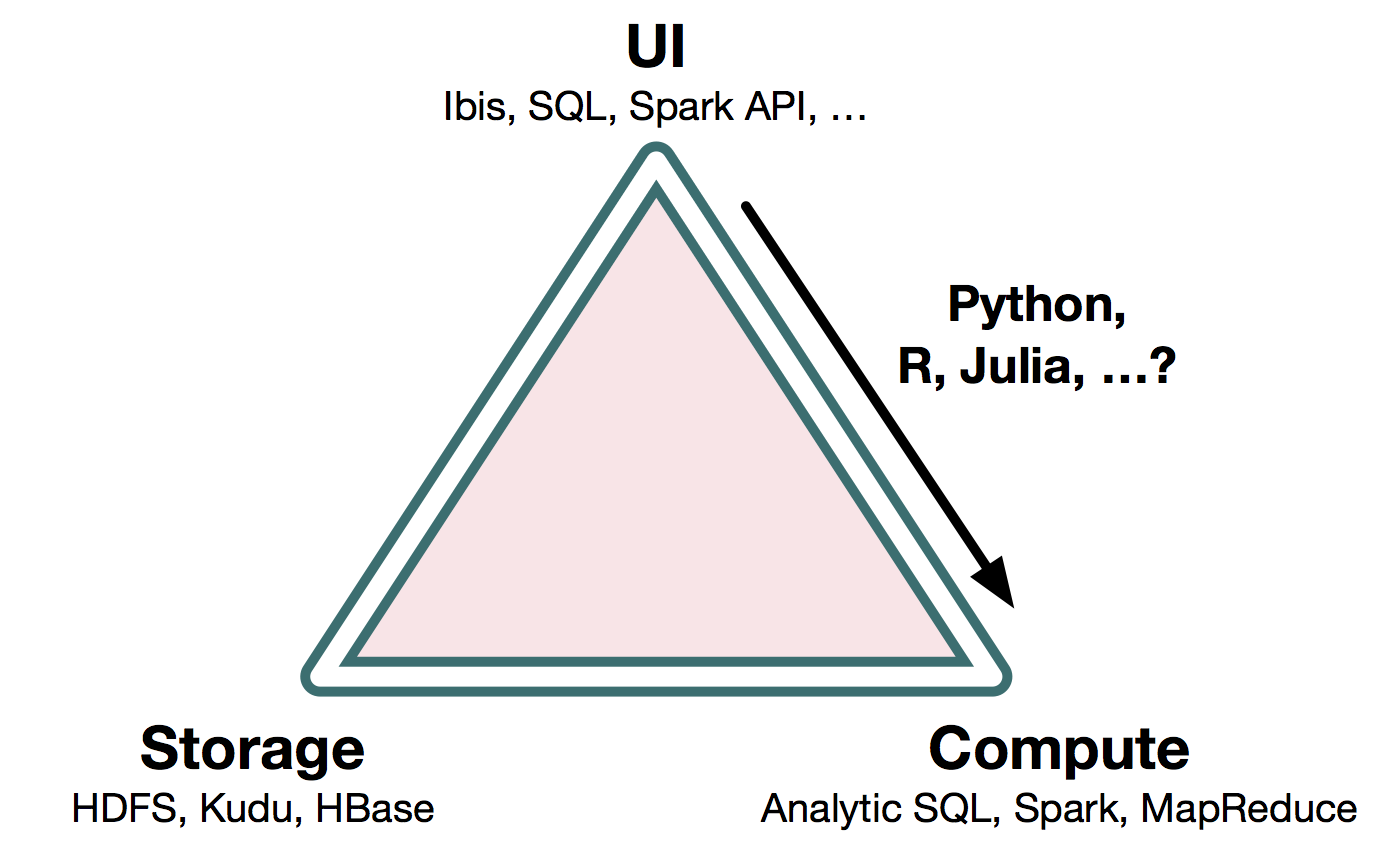 UI
Ibis, SQL, Spark API, …
Python,
R, Julia, …?
Storage
HDFS, Kudu, HBase
Compute
Analytic SQL, Spark, MapReduce